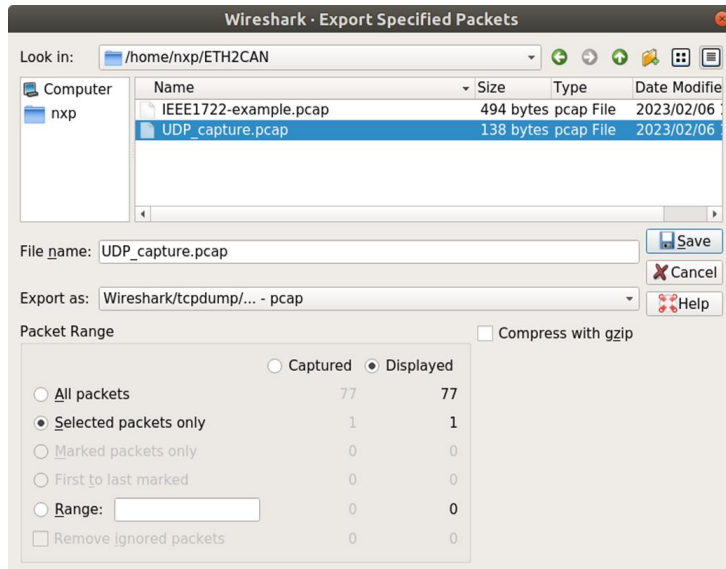 Wireshark · Export Specified Packets
Look in: /home/nxp/ETH2CAN
Computer
nxp
Name Size Type Date Modifie
IEEE1722-example.pcap 494 bytes pcap File 2023/02/06
UDP_capture.pcap 138 bytes pcap File 2023/02/06
File name: UDP_capture.pcap
Save
Cancel
Export as: Wireshark/tcpdump/... - pcap
Help
Packet Range
Compress with gzip
Captured Displayed
All packets 77 77
Selected packets only 1 1
Marked packets only 0 0
First to last marked 0 0
Range: 0 0
Remove ignored packets 0 0